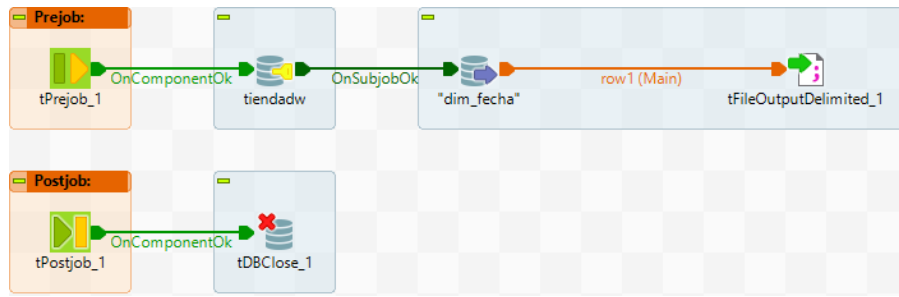 Prejob:
OnComponentOk
OnSubjobOk
row1 (Main)
tPrejob_1
tiendadw
"dim_fecha"
tFileOutputDelimited_1
Postjob:
OnComponentOk
tPostjob_1
tDBClose_1